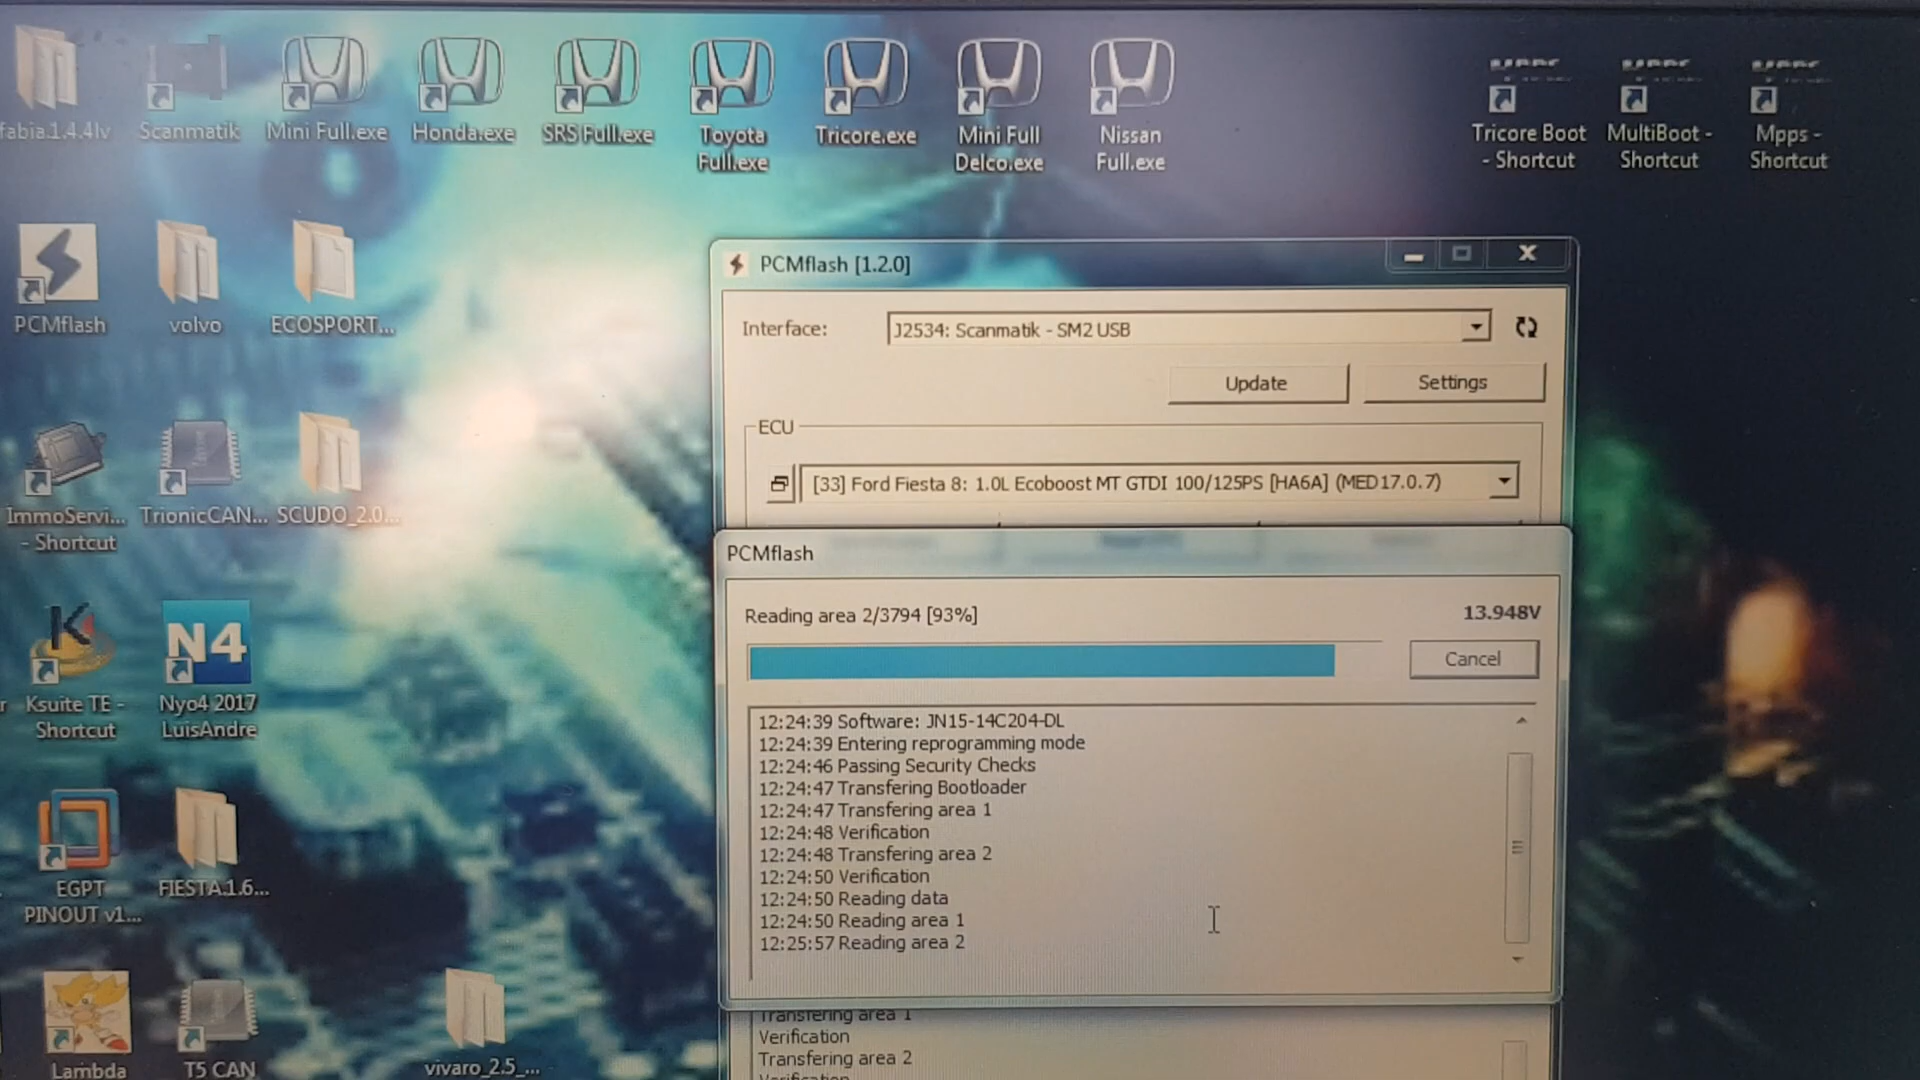 fabia.1.4.4lv
Scanmatik
Mini Full.exe
Honda.exe
SRS Full.exe
Toyota
Full.exe
Tricore.exe
Mini Full
Delco.exe
Nissan
Full.exe
Tricore Boot
- Shortcut
MultiBoot -
Shortcut
Mpps -
Shortcut
PCMflash
volvo
ECOSPORT...
ImmoServi...
- Shortcut
TrionicCAN...
SCUDO_2.0...
K
Ksuite TE -
Shortcut
N4
Nyo4 2017
LuisAndre
EGPT
PINOUT v1...
FIESTA.1.6...
Lambda
T5 CAN
vivaro_2.5_...
PCMflash [1.2.0]
Interface:
J2534: Scanmatik - SM2 USB
Update
Settings
ECU
[33] Ford Fiesta 8: 1.0L Ecoboost MT GTDI 100/125PS [HA6A] (MED17.0.7)
PCMflash
Reading area 2/3794 [93%]
13.948V
Cancel
12:24:39 Software: JN15-14C204-DL
12:24:39 Entering reprogramming mode
12:24:46 Passing Security Checks
12:24:47 Transfering Bootloader
12:24:47 Transfering area 1
12:24:48 Verification
12:24:48 Transfering area 2
12:24:50 Verification
12:24:50 Reading data
12:24:50 Reading area 1
12:25:57 Reading area 2
Transfering area 1
Verification
Transfering area 2
Verification